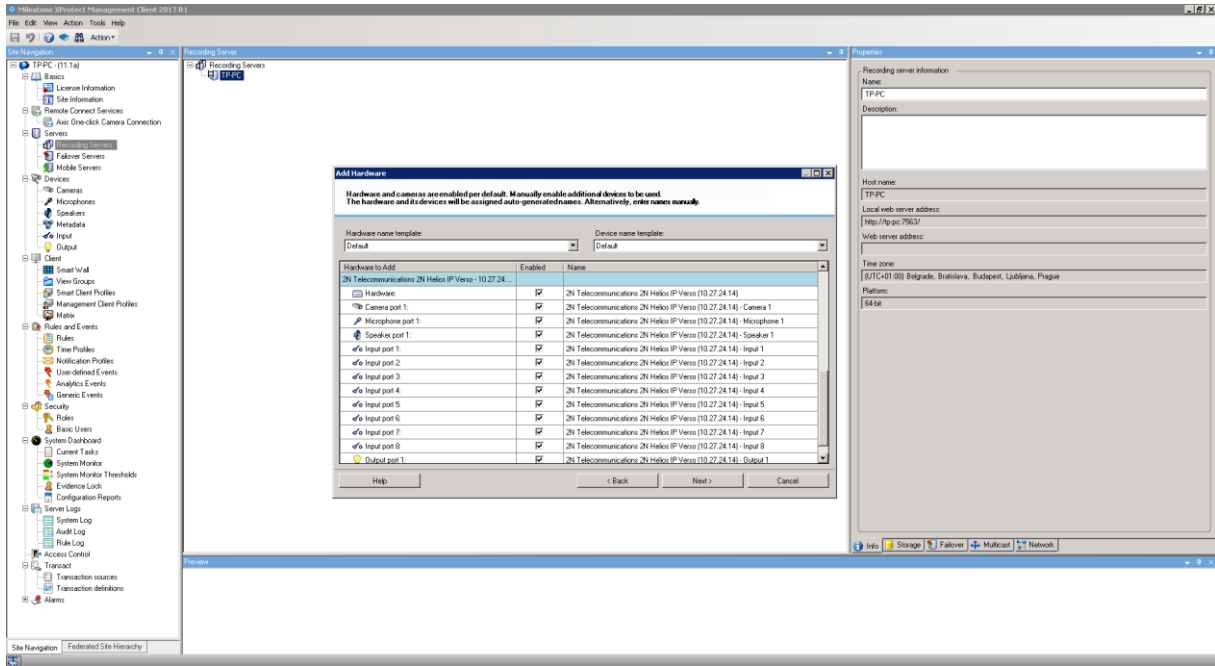 Milestone XProtect Management Client 2017 R1
File Edit View Action Tools Help
Action
Site Navigation
TP-PC - (11.1a)
Basics
License Information
Site Information
Remote Connect Services
Axis One-click Camera Connection
Servers
Recording Servers
Failover Servers
Mobile Servers
Devices
Cameras
Microphones
Speakers
Metadata
Input
Output
Client
Smart Wall
View Groups
Smart Client Profiles
Management Client Profiles
Matrix
Rules and Events
Rules
Time Profiles
Notification Profiles
User-defined Events
Analytics Events
Generic Events
Security
Roles
Basic Users
System Dashboard
Current Tasks
System Monitor
System Monitor Thresholds
Evidence Lock
Configuration Reports
Server Logs
System Log
Audit Log
Rule Log
Access Control
Transact
Transaction sources
Transaction definitions
Alarms
Site Navigation Federated Site Hierarchy
Recording Server
Recording Servers
TP-PC
Add Hardware
Hardware and cameras are enabled per default. Manually enable additional devices to be used.
The hardware and its devices will be assigned auto-generated names. Alternatively, enter names manually.
Hardware name template: Device name template:
Default Default
Hardware to Add Enabled Name
2N Telecommunications 2N Helios IP Verso - 10.27.24....
Hardware: 2N Telecommunications 2N Helios IP Verso (10.27.24.14)
Camera port 1: 2N Telecommunications 2N Helios IP Verso (10.27.24.14) - Camera 1
Microphone port 1: 2N Telecommunications 2N Helios IP Verso (10.27.24.14) - Microphone 1
Speaker port 1: 2N Telecommunications 2N Helios IP Verso (10.27.24.14) - Speaker 1
Input port 1: 2N Telecommunications 2N Helios IP Verso (10.27.24.14) - Input 1
Input port 2: 2N Telecommunications 2N Helios IP Verso (10.27.24.14) - Input 2
Input port 3: 2N Telecommunications 2N Helios IP Verso (10.27.24.14) - Input 3
Input port 4: 2N Telecommunications 2N Helios IP Verso (10.27.24.14) - Input 4
Input port 5: 2N Telecommunications 2N Helios IP Verso (10.27.24.14) - Input 5
Input port 6: 2N Telecommunications 2N Helios IP Verso (10.27.24.14) - Input 6
Input port 7: 2N Telecommunications 2N Helios IP Verso (10.27.24.14) - Input 7
Input port 8: 2N Telecommunications 2N Helios IP Verso (10.27.24.14) - Input 8
Output port 1: 2N Telecommunications 2N Helios IP Verso (10.27.24.14) - Output 1
Help < Back Next > Cancel
Preview
Properties
Recording server information
Name:
TP-PC
Description:
Host name:
TP-PC
Local web server address:
http://tp-pc:7563/
Web server address:
Time zone:
(UTC+01:00) Belgrade, Bratislava, Budapest, Ljubljana, Prague
Platform:
64-bit
Info Storage Failover Multicast Network